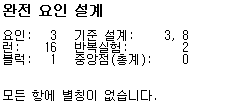 완전 요인 설계
요인: 3 기준 설계: 3, 8
런: 16 반복실험: 2
블럭: 1 중앙점(총계): 0
모든 항에 별칭이 없습니다.